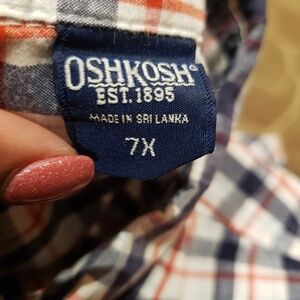 OSHKOSH®
EST. 1895
MADE IN SRI LANKA
7X